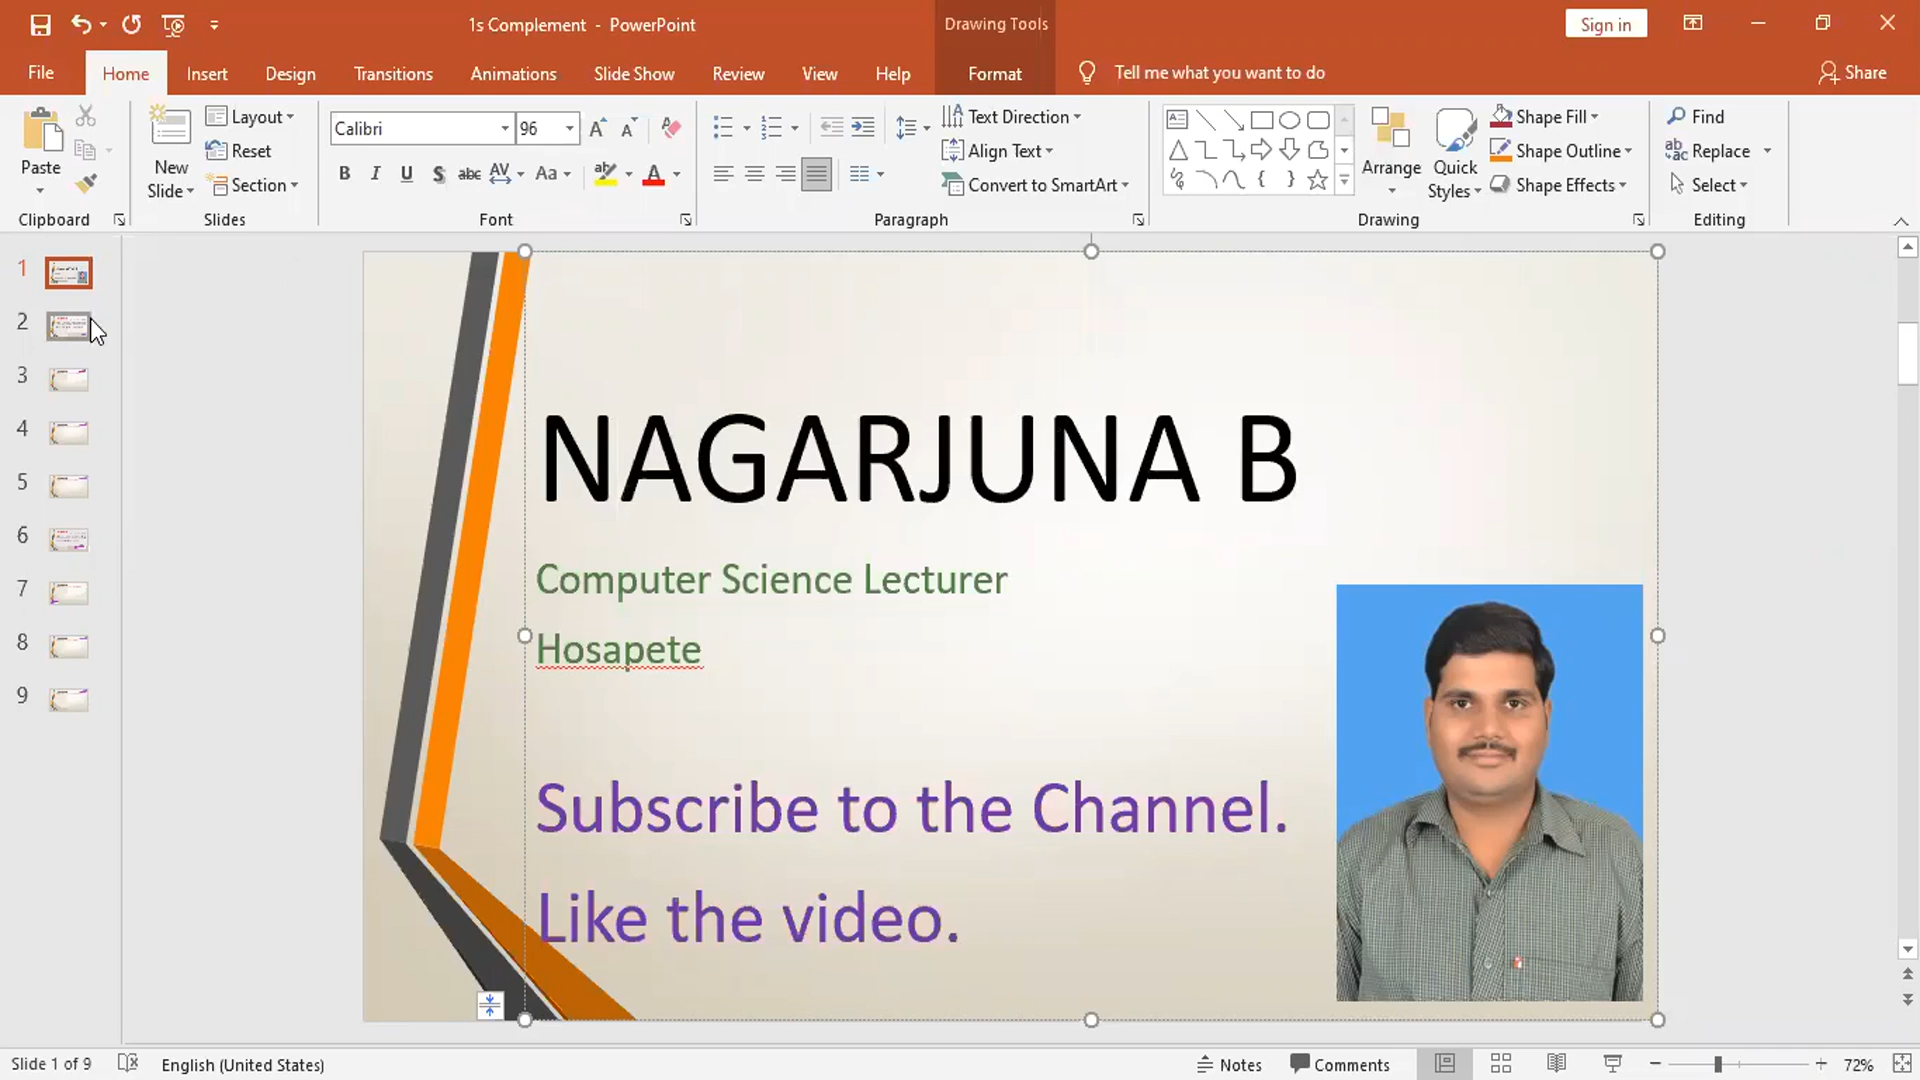 1s Complement - PowerPoint
Drawing Tools
Sign in
File
Home
Insert
Design
Transitions
Animations
Slide Show
Review
View
Help
Format
Tell me what you want to do
Share
Paste
Clipboard
New
Slide
Layout
Reset
Section
Slides
Calibri
96
B I U S abc AV Aa A
Font
Text Direction
Align Text
Convert to SmartArt
Paragraph
Arrange
Quick
Styles
Shape Fill
Shape Outline
Shape Effects
Drawing
Find
Replace
Select
Editing
1
2
3
4
5
6
7
8
9
NAGARJUNA B
Computer Science Lecturer
Hosapete
Subscribe to the Channel.
Like the video.
Slide 1 of 9
English (United States)
Notes
Comments
72%